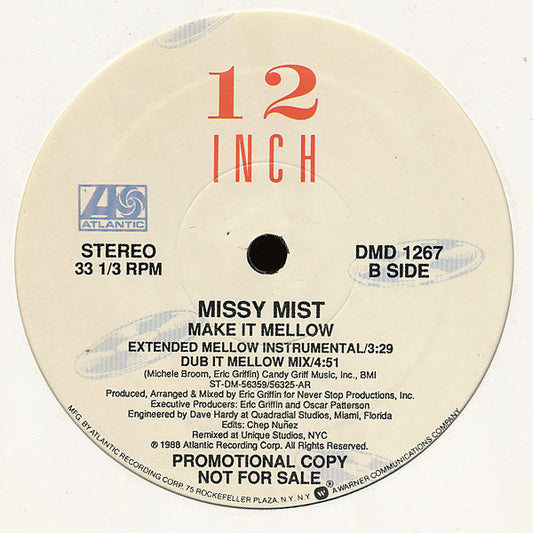 12
INCH
ATLANTIC
STEREO
33 1/3 RPM
DMD 1267
B SIDE
MISSY MIST
MAKE IT MELLOW
EXTENDED MELLOW INSTRUMENTAL/3:29
DUB IT MELLOW MIX/4:51
(Michele Broom, Eric Griffin) Candy Griff Music, Inc., BMI
ST-DM-56359/56325-AR
Produced, Arranged & Mixed by Eric Griffin for Never Stop Productions, Inc.
Executive Producers: Eric Griffin and Oscar Patterson
Engineered by Dave Hardy at Quadradial Studios, Miami, Florida
Edits: Chep Nuñez
Remixed at Unique Studios, NYC
℗ 1988 Atlantic Recording Corp. All Rights Reserved.
PROMOTIONAL COPY
NOT FOR SALE
MFG. BY ATLANTIC RECORDING CORP. 75 ROCKEFELLER PLAZA, N.Y. N.Y. A WARNER COMMUNICATIONS COMPANY